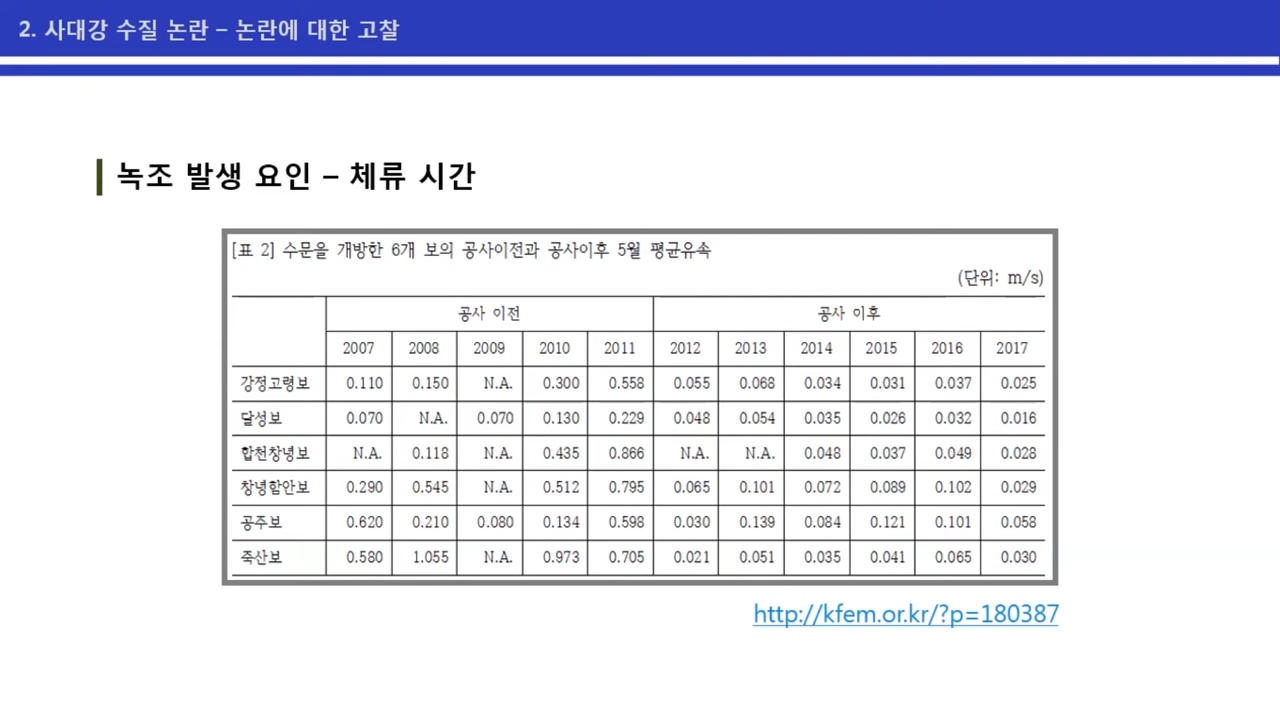 2. 사대강 수질 논란 – 논란에 대한 고찰
녹조 발생 요인 – 체류 시간
[표 2] 수문을 개방한 6개 보의 공사이전과 공사이후 5월 평균유속
(단위: m/s)
공사 이전 공사 이후
2007 2008 2009 2010 2011 2012 2013 2014 2015 2016 2017
강정고령보 0.110 0.150 N.A. 0.300 0.558 0.055 0.068 0.034 0.031 0.037 0.025
달성보 0.070 N.A. 0.070 0.130 0.229 0.048 0.054 0.035 0.026 0.032 0.016
합천창녕보 N.A. 0.118 N.A. 0.435 0.866 N.A. N.A. 0.048 0.037 0.049 0.028
창녕함안보 0.290 0.545 N.A. 0.512 0.795 0.065 0.101 0.072 0.089 0.102 0.029
공주보 0.620 0.210 0.080 0.134 0.598 0.030 0.139 0.084 0.121 0.101 0.058
죽산보 0.580 1.055 N.A. 0.973 0.705 0.021 0.051 0.035 0.041 0.065 0.030
http://kfem.or.kr/?p=180387